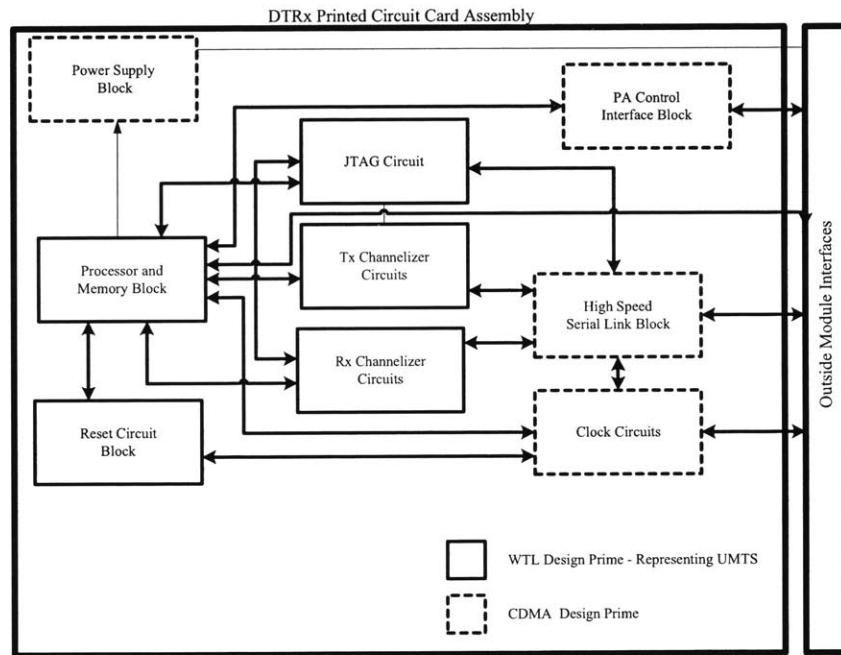 DTRx Printed Circuit Card Assembly
Power Supply
Block
PA Control
Interface Block
JTAG Circuit
Processor and
Memory Block
Tx Channelizer
Circuits
High Speed
Serial Link Block
Rx Channelizer
Circuits
Reset Circuit
Block
Clock Circuits
Outside Module Interfaces
WTL Design Prime - Representing UMTS
CDMA Design Prime